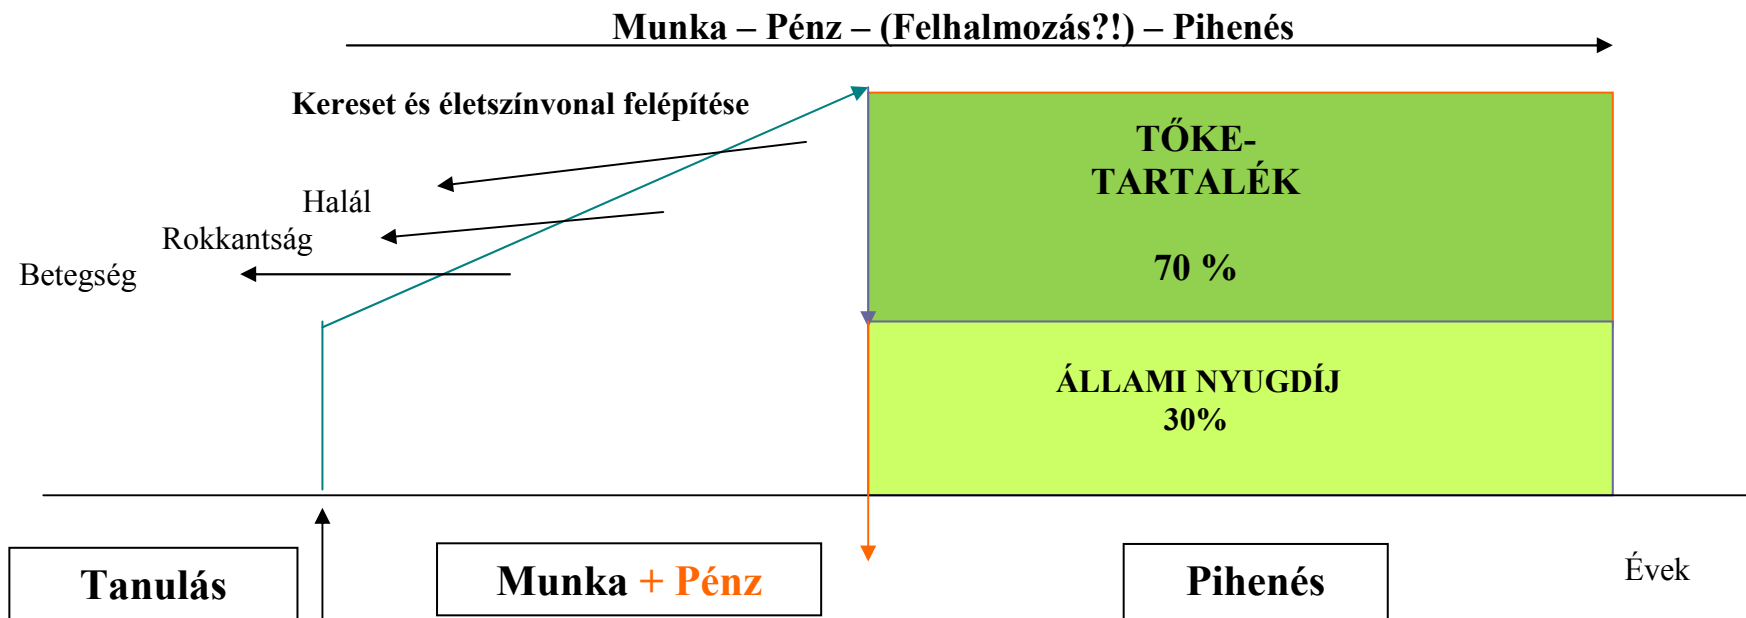 Munka – Pénz – (Felhalmozás?!) – Pihenés
Kereset és életszínvonal felépítése
TŐKE-
TARTALÉK
70 %
Halál
Rokkantság
Betegség
ÁLLAMI NYUGDÍJ
30%
Tanulás
Munka + Pénz
Pihenés
Évek